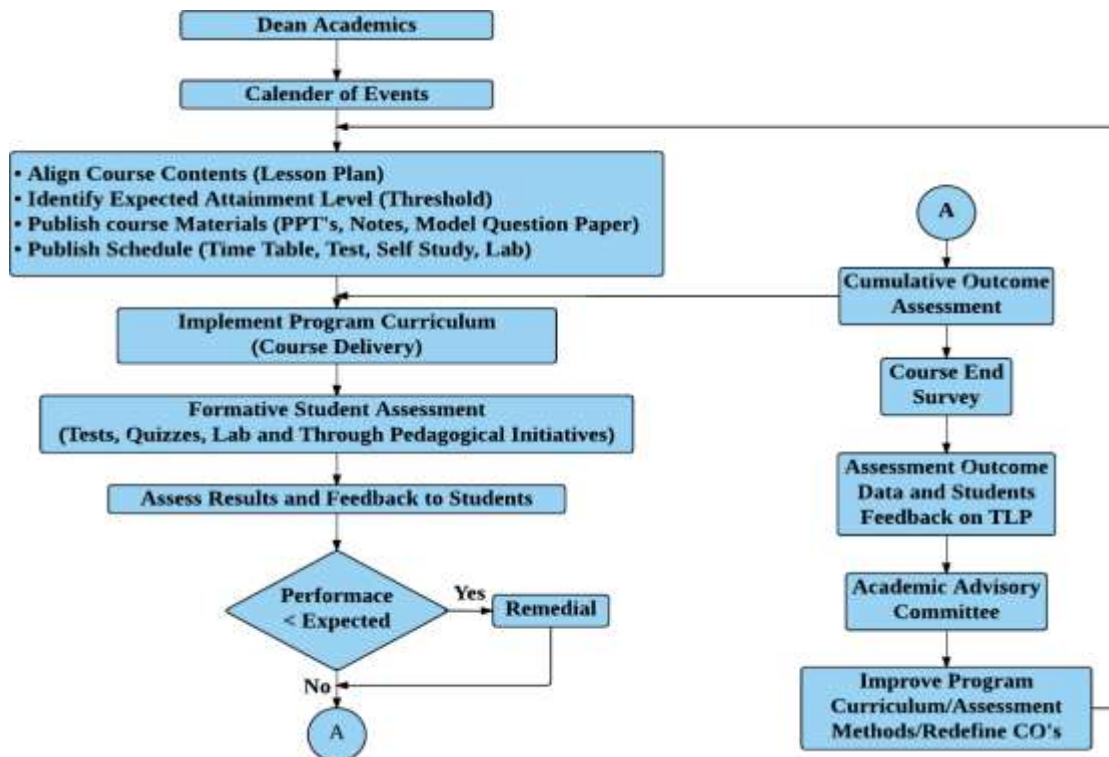 Dean Academics
Calender of Events
• Align Course Contents (Lesson Plan)
• Identify Expected Attainment Level (Threshold)
• Publish course Materials (PPT's, Notes, Model Question Paper)
• Publish Schedule (Time Table, Test, Self Study, Lab)
Implement Program Curriculum
(Course Delivery)
Formative Student Assessment
(Tests, Quizzes, Lab and Through Pedagogical Initiatives)
Assess Results and Feedback to Students
Performace
< Expected
Yes
Remedial
No
A
A
Cumulative Outcome
Assessment
Course End
Survey
Assessment Outcome
Data and Students
Feedback on TLP
Academic Advisory
Committee
Improve Program
Curriculum/Assessment
Methods/Redefine CO's